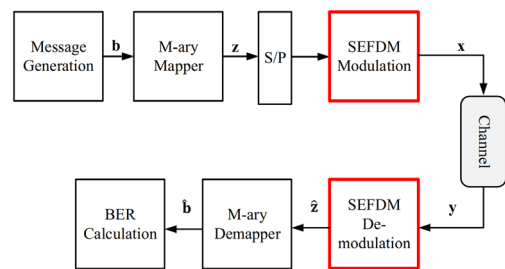 Message
Generation
b
M-ary
Mapper
z
S/P
SEFDM
Modulation
x
Channel
y
SEFDM
De-
modulation
ẑ
M-ary
Demapper
b̂
BER
Calculation